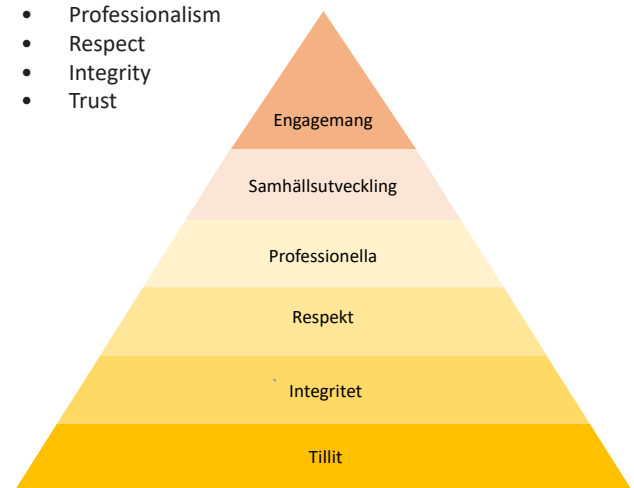 • Professionalism
• Respect
• Integrity
• Trust
Engagemang
Samhällsutveckling
Professionella
Respekt
` Integritet
Tillit